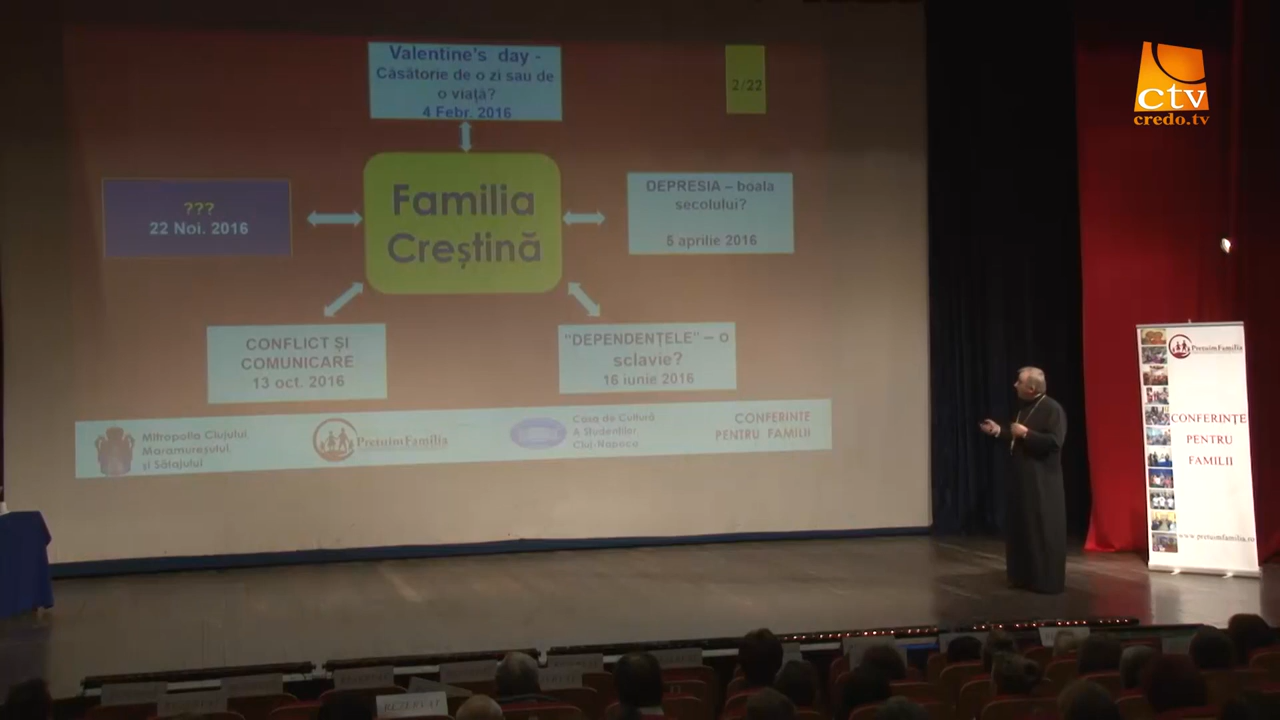 Valentine's day -
Căsătorie de o zi sau de
o viață?
4 Febr. 2016
2/22
ctv
credo.tv
???
22 Noi. 2016
Familia
Creștină
DEPRESIA – boala
secolului?
5 aprilie 2016
CONFLICT ȘI
COMUNICARE
13 oct. 2016
"DEPENDENȚELE" – o
sclavie?
16 iunie 2016
Mitropolia Clujului,
Maramureșului,
și Sălajului
PretuimFamilia
Casa de Cultură
A Studenților,
Cluj-Napoca
CONFERINTE
PENTRU FAMILII
PretuimFamilia
CONFERINȚE
PENTRU
FAMILII
www.pretuimfamilia.ro
REZERVAT